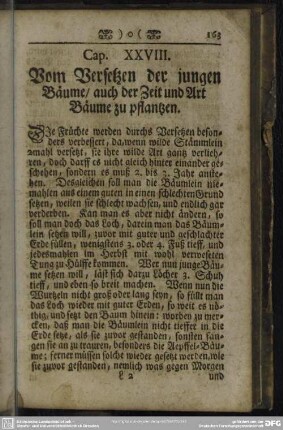 )o( 163
Cap. XXVIII.
Vom Versetzen der jungen
Bäume/ auch der Zeit und Art
Bäume zu pflantzen.
DIe Früchte werden durchs Versetzen beson-
ders verbessert, da, wenn wilde Stämmlein
2mahl versetzt, sie ihre wilde Art gantz verlieh-
ren, doch darff es nicht gleich hinter einander ge-
schehen, sondern es muß 2. bis 3. Jahr anste-
hen. Desgleichen soll man die Bäumlein nie-
mahlen aus einem guten in einen schlechten Grund
setzen, weilen sie schlecht wachsen, und endlich gar
verderben. Kan man es aber nicht ändern, so
soll man doch das Loch, darein man das Bäum-
lein setzen will, zuvor mit guter und geschlachter
Erde füllen, wenigstens 3. oder 4. Fuß tieff, und
jedesmahlen im Herbst mit wohl verweseten
Tung zu Hülffe kommen. Wer nun junge Bäu-
me setzen will, läst sich darzu Löcher 3. Schuh
tieff, und eben so breit machen. Wenn nun die
Wurtzeln nicht groß oder lang seyn, so füllt man
das Loch wieder mit guter Erden, so weit es nö-
thig, und setzt den Baum hinein: worden zu mer-
cken, daß man die Bäumlein nicht tieffer in die
Erde setze, als sie zuvor gestanden, sonsten fan-
gen sie an zu trauren, besonders die Aepffel-Bäu-
me; ferner müssen solche wieder gesetzt werden, wie
sie zuvor gestanden, nemlich was gegen Morgen
L 2 und